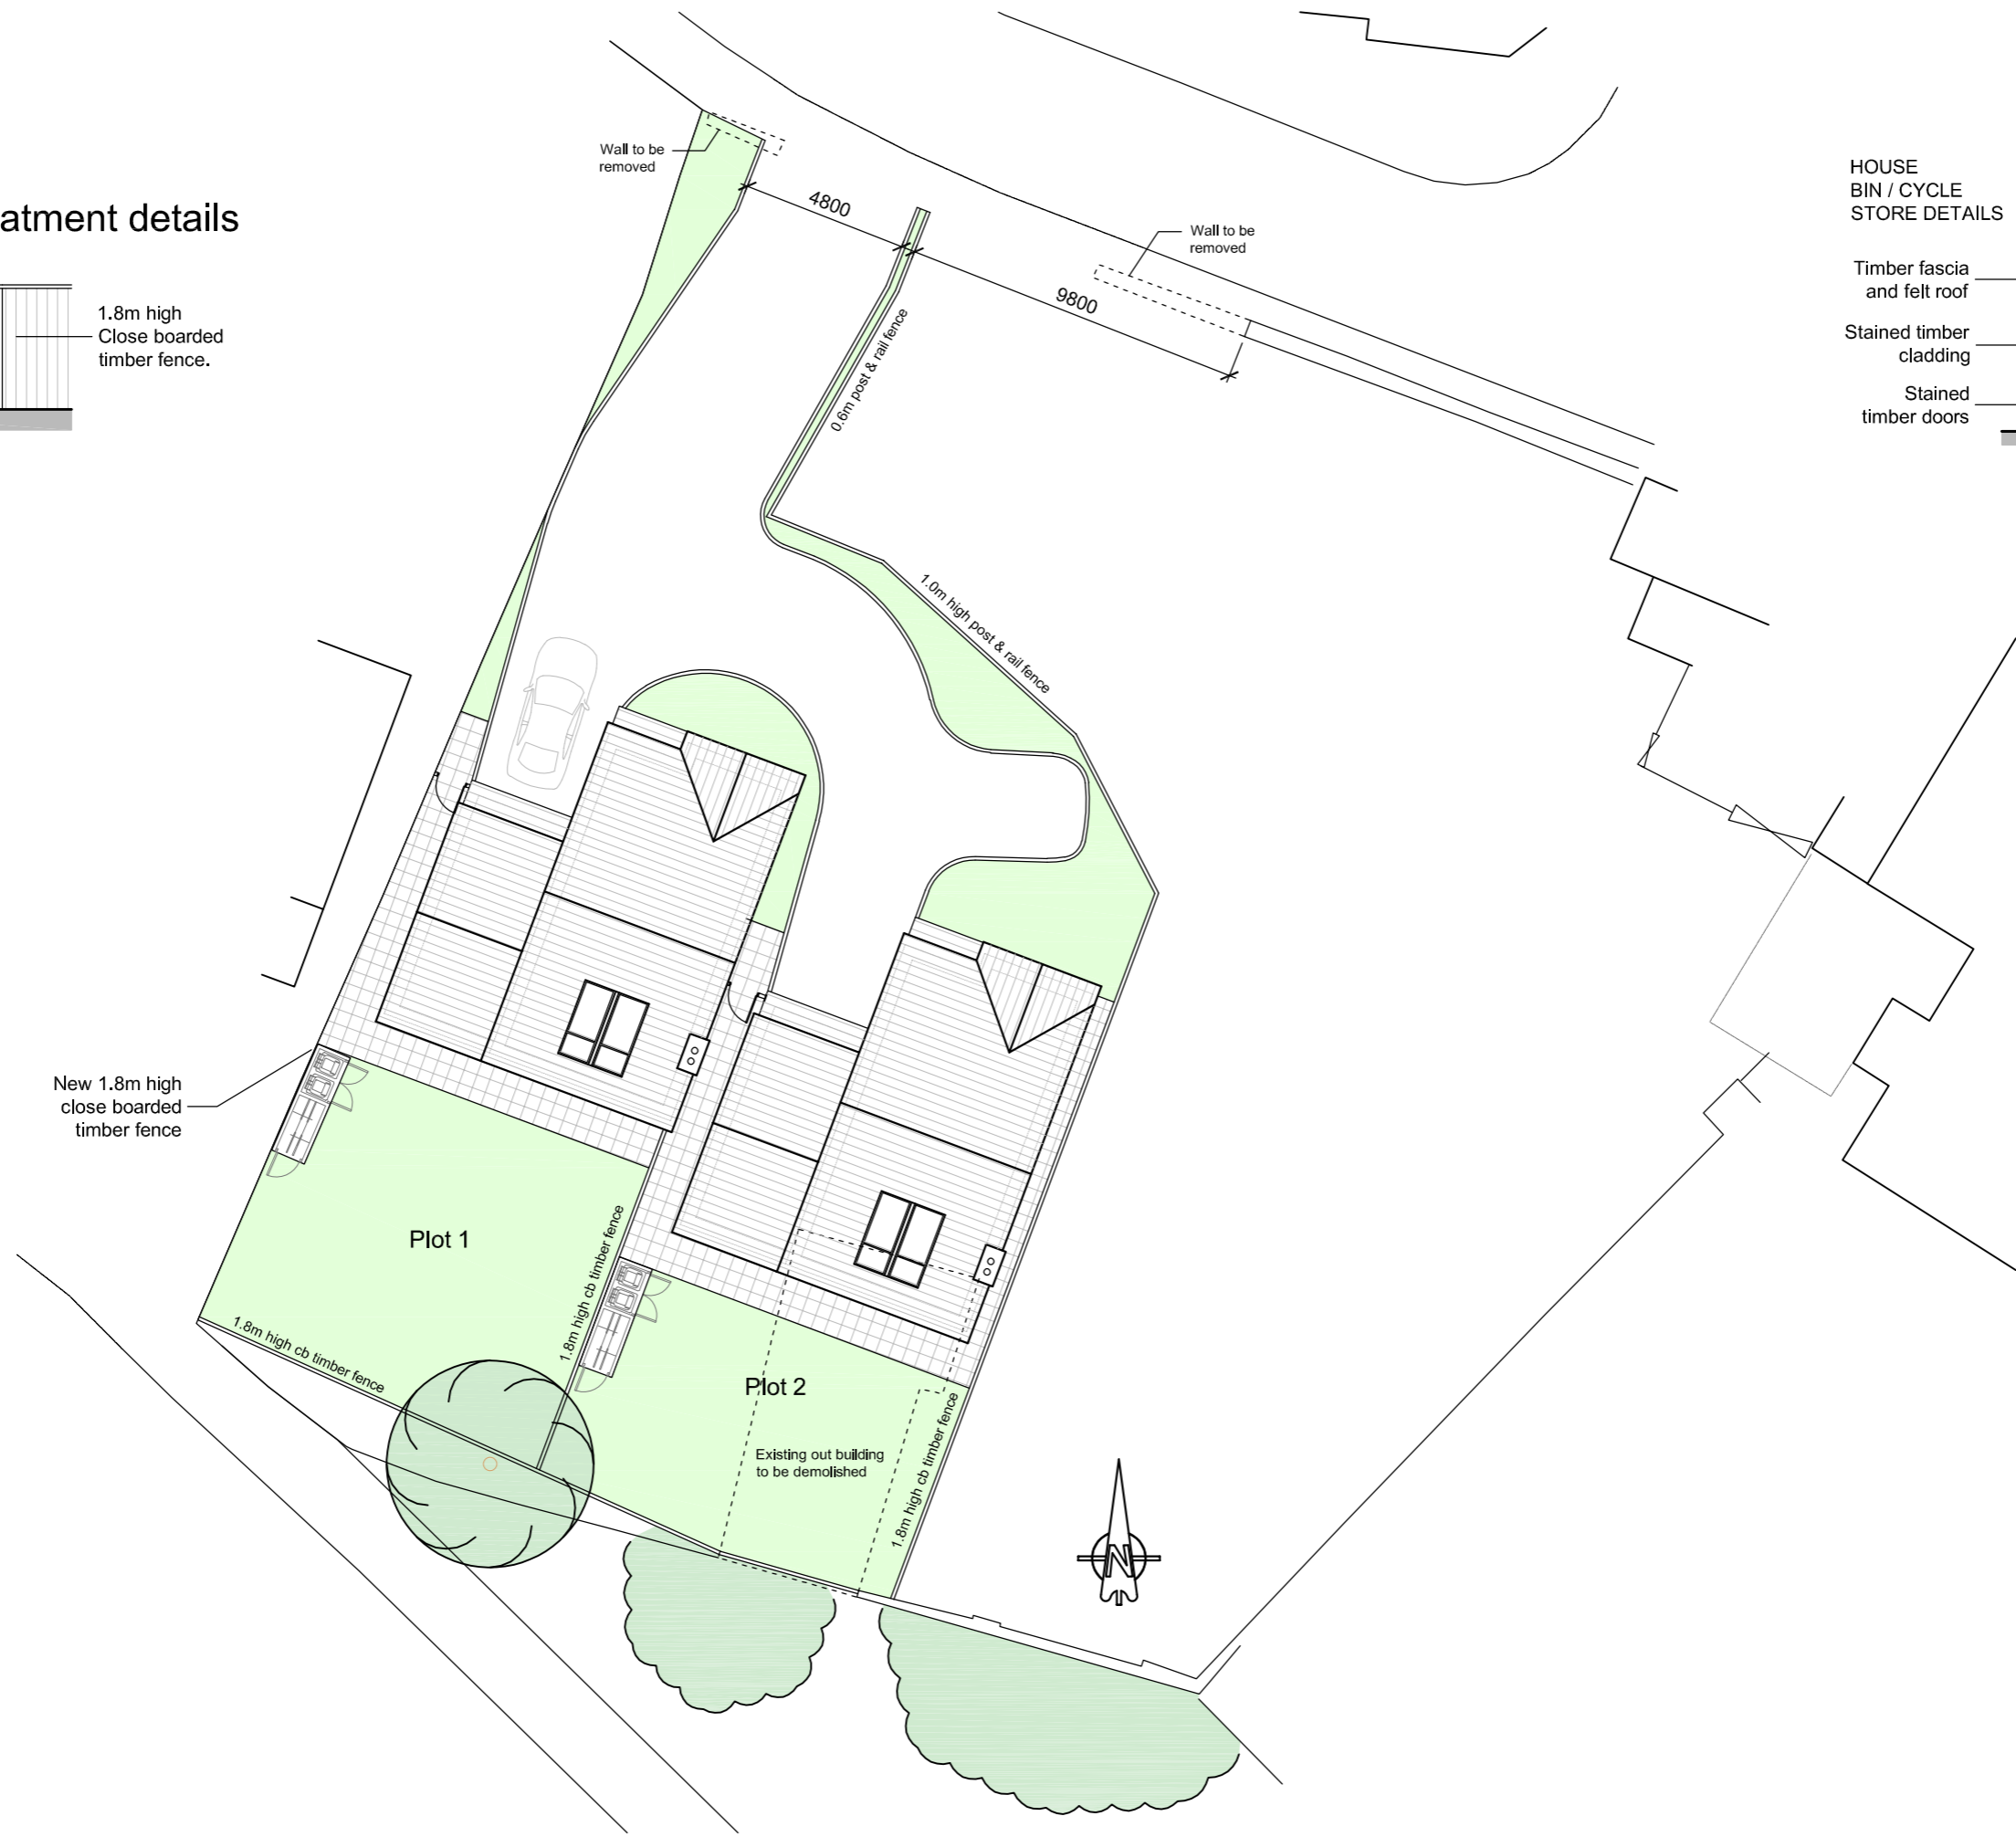 atment details
1.8m high
Close boarded
timber fence.
Wall to be
removed
4800
Wall to be
removed
9800
HOUSE
BIN / CYCLE
STORE DETAILS
Timber fascia
and felt roof
Stained timber
cladding
Stained
timber doors
0.6m post & rail fence
1.0m high post & rail fence
New 1.8m high
close boarded
timber fence
Plot 1
1.8m high cb timber fence
1.8m high cb timber fence
Plot 2
Existing out building
to be demolished
1.8m high cb timber fence
N